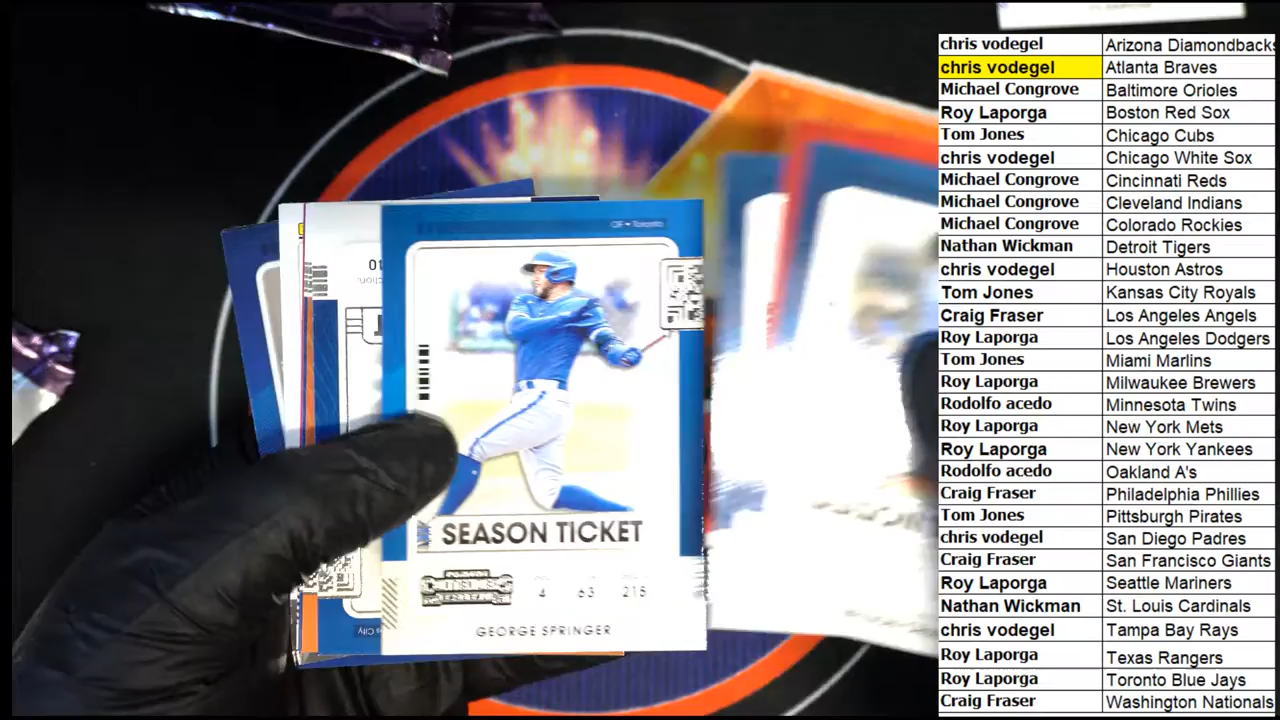 OF • Toronto
SEASON TICKET
PANINI
CONTENDERS
4 63 218
GEORGE SPRINGER
chris vodegel Arizona Diamondbacks
chris vodegel Atlanta Braves
Michael Congrove Baltimore Orioles
Roy Laporga Boston Red Sox
Tom Jones Chicago Cubs
chris vodegel Chicago White Sox
Michael Congrove Cincinnati Reds
Michael Congrove Cleveland Indians
Michael Congrove Colorado Rockies
Nathan Wickman Detroit Tigers
chris vodegel Houston Astros
Tom Jones Kansas City Royals
Craig Fraser Los Angeles Angels
Roy Laporga Los Angeles Dodgers
Tom Jones Miami Marlins
Roy Laporga Milwaukee Brewers
Rodolfo acedo Minnesota Twins
Roy Laporga New York Mets
Roy Laporga New York Yankees
Rodolfo acedo Oakland A's
Craig Fraser Philadelphia Phillies
Tom Jones Pittsburgh Pirates
chris vodegel San Diego Padres
Craig Fraser San Francisco Giants
Roy Laporga Seattle Mariners
Nathan Wickman St. Louis Cardinals
chris vodegel Tampa Bay Rays
Roy Laporga Texas Rangers
Roy Laporga Toronto Blue Jays
Craig Fraser Washington Nationals